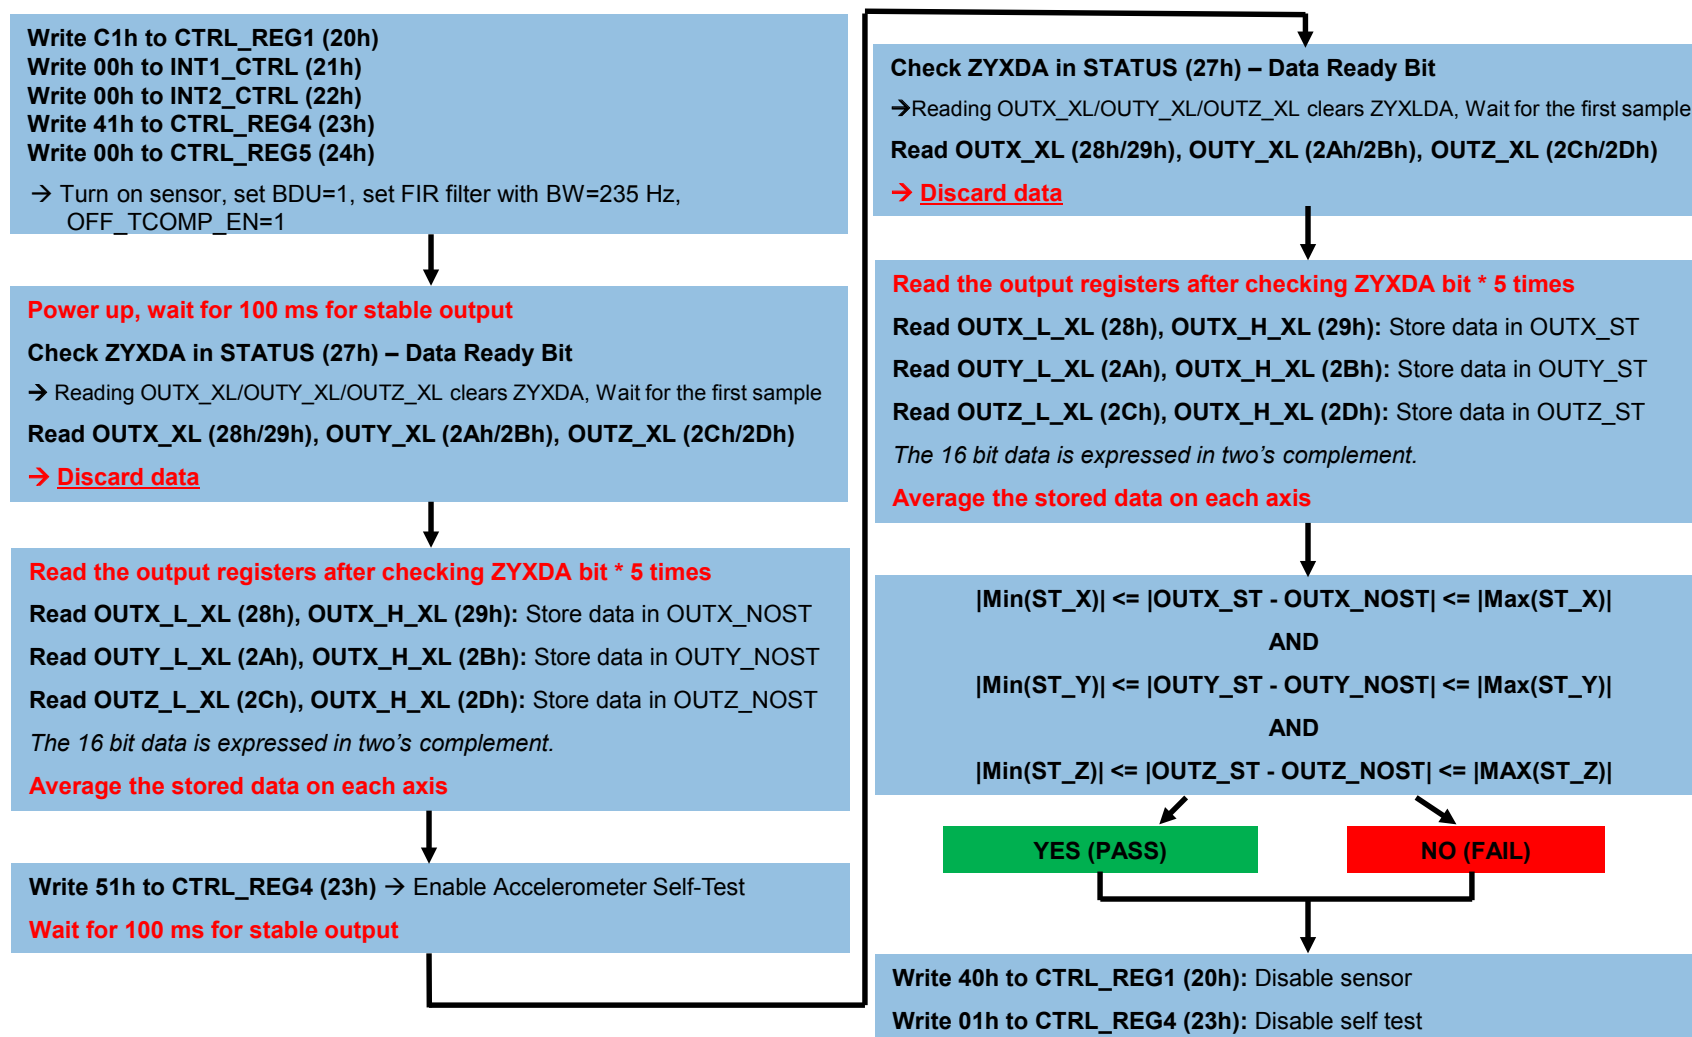 Write C1h to CTRL_REG1 (20h)
Write 00h to INT1_CTRL (21h)
Write 00h to INT2_CTRL (22h)
Write 41h to CTRL_REG4 (23h)
Write 00h to CTRL_REG5 (24h)
→ Turn on sensor, set BDU=1, set FIR filter with BW=235 Hz,
OFF_TCOMP_EN=1
Power up, wait for 100 ms for stable output
Check ZYXDA in STATUS (27h) – Data Ready Bit
→ Reading OUTX_XL/OUTY_XL/OUTZ_XL clears ZYXDA, Wait for the first sample
Read OUTX_XL (28h/29h), OUTY_XL (2Ah/2Bh), OUTZ_XL (2Ch/2Dh)
→ Discard data
Read the output registers after checking ZYXDA bit * 5 times
Read OUTX_L_XL (28h), OUTX_H_XL (29h): Store data in OUTX_NOST
Read OUTY_L_XL (2Ah), OUTX_H_XL (2Bh): Store data in OUTY_NOST
Read OUTZ_L_XL (2Ch), OUTX_H_XL (2Dh): Store data in OUTZ_NOST
The 16 bit data is expressed in two's complement.
Average the stored data on each axis
Write 51h to CTRL_REG4 (23h) → Enable Accelerometer Self-Test
Wait for 100 ms for stable output
Check ZYXDA in STATUS (27h) – Data Ready Bit
→Reading OUTX_XL/OUTY_XL/OUTZ_XL clears ZYXLDA, Wait for the first sample
Read OUTX_XL (28h/29h), OUTY_XL (2Ah/2Bh), OUTZ_XL (2Ch/2Dh)
→ Discard data
Read the output registers after checking ZYXDA bit * 5 times
Read OUTX_L_XL (28h), OUTX_H_XL (29h): Store data in OUTX_ST
Read OUTY_L_XL (2Ah), OUTX_H_XL (2Bh): Store data in OUTY_ST
Read OUTZ_L_XL (2Ch), OUTX_H_XL (2Dh): Store data in OUTZ_ST
The 16 bit data is expressed in two's complement.
Average the stored data on each axis
|Min(ST_X)| <= |OUTX_ST - OUTX_NOST| <= |Max(ST_X)|
AND
|Min(ST_Y)| <= |OUTY_ST - OUTY_NOST| <= |Max(ST_Y)|
AND
|Min(ST_Z)| <= |OUTZ_ST - OUTZ_NOST| <= |MAX(ST_Z)|
YES (PASS)
NO (FAIL)
Write 40h to CTRL_REG1 (20h): Disable sensor
Write 01h to CTRL_REG4 (23h): Disable self test